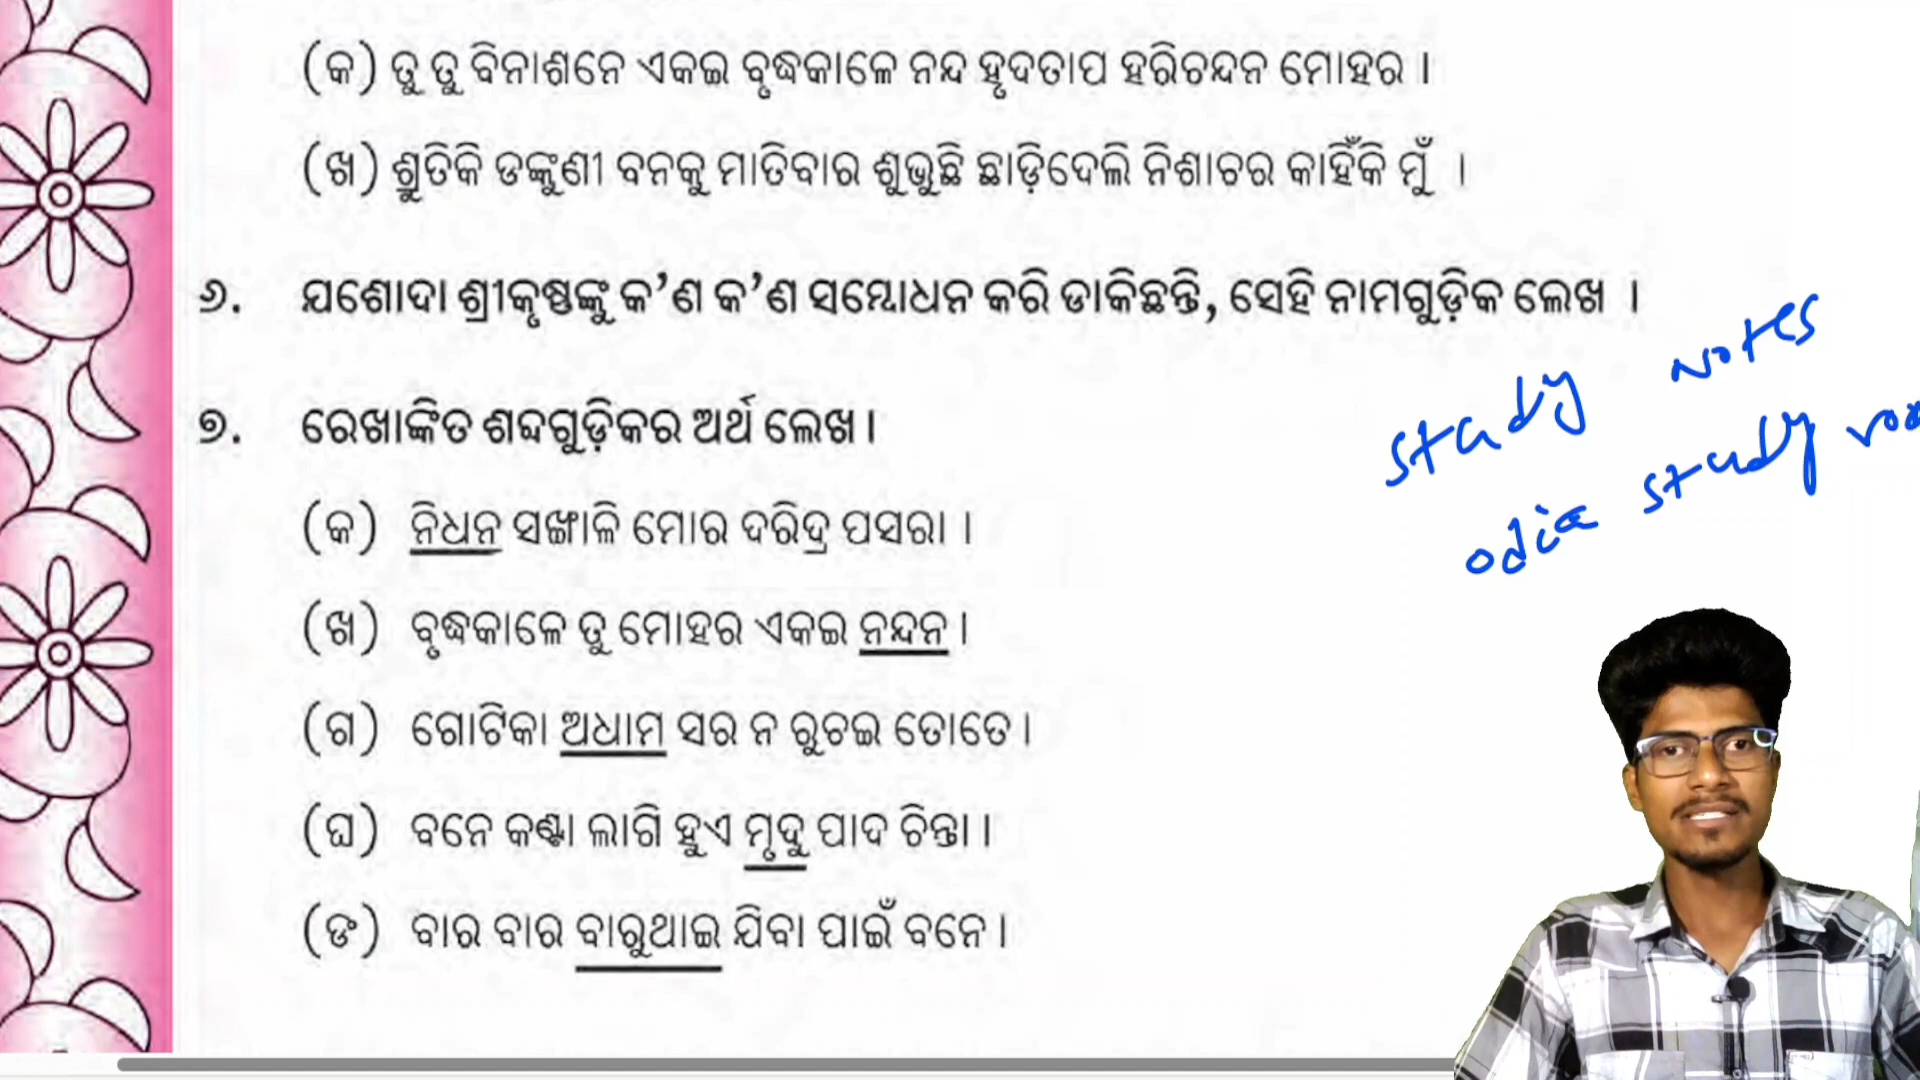 (କ) ତୁ ତୁ ବିନାଶନେ ଏକଇ ବୃଦ୍ଧକାଳେ ନନ୍ଦ ହୃଦତାପ ହରିଚନ୍ଦନ ମୋହର ।
(ଖ) ଶ୍ରୁତିକି ଡଙ୍କୁଣୀ ବନକୁ ମାତିବାର ଶୁଭୁଛି ଛାଡ଼ିଦେଲି ନିଶାଚର କାହିଁକି ମୁଁ ।
୬. ଯଶୋଦା ଶ୍ରୀକୃଷ୍ଣଙ୍କୁ କ’ଣ କ’ଣ ସମ୍ବୋଧନ କରି ଡାକିଛନ୍ତି, ସେହି ନାମଗୁଡ଼ିକ ଲେଖ ।
୭. ରେଖାଙ୍କିତ ଶବ୍ଦଗୁଡ଼ିକର ଅର୍ଥ ଲେଖ।
(କ) ନିଧନ ସଙ୍ଖାଳି ମୋର ଦରିଦ୍ର ପସରା ।
(ଖ) ବୃଦ୍ଧକାଳେ ତୁ ମୋହର ଏକଇ ନନ୍ଦନ ।
(ଗ) ଗୋଟିକା ଅଧାମ ସର ନ ରୁଚଇ ତୋତେ ।
(ଘ) ବନେ କଣ୍ଟା ଲାଗି ହୁଏ ମୃଦୁ ପାଦ ଚିନ୍ତା ।
(ଙ) ବାର ବାର ବାରୁଥାଇ ଯିବା ପାଇଁ ବନେ ।
study notes
odia study